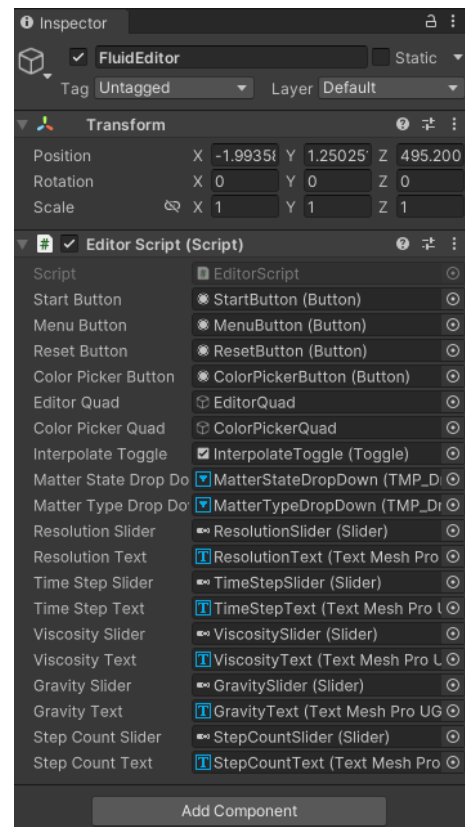 Inspector
FluidEditor Static
Tag Untagged Layer Default
Transform
Position X -1.99358 Y 1.25025 Z 495.200
Rotation X 0 Y 0 Z 0
Scale X 1 Y 1 Z 1
# Editor Script (Script)
Script EditorScript
Start Button StartButton (Button)
Menu Button MenuButton (Button)
Reset Button ResetButton (Button)
Color Picker Button ColorPickerButton (Button)
Editor Quad EditorQuad
Color Picker Quad ColorPickerQuad
Interpolate Toggle InterpolateToggle (Toggle)
Matter State Drop Do MatterStateDropDown (TMP_D
Matter Type Drop Do MatterTypeDropDown (TMP_Dr
Resolution Slider ResolutionSlider (Slider)
Resolution Text ResolutionText (Text Mesh Pro
Time Step Slider TimeStepSlider (Slider)
Time Step Text TimeStepText (Text Mesh Pro U
Viscosity Slider ViscositySlider (Slider)
Viscosity Text ViscosityText (Text Mesh Pro U
Gravity Slider GravitySlider (Slider)
Gravity Text GravityText (Text Mesh Pro UG
Step Count Slider StepCountSlider (Slider)
Step Count Text StepCountText (Text Mesh Pro
Add Component